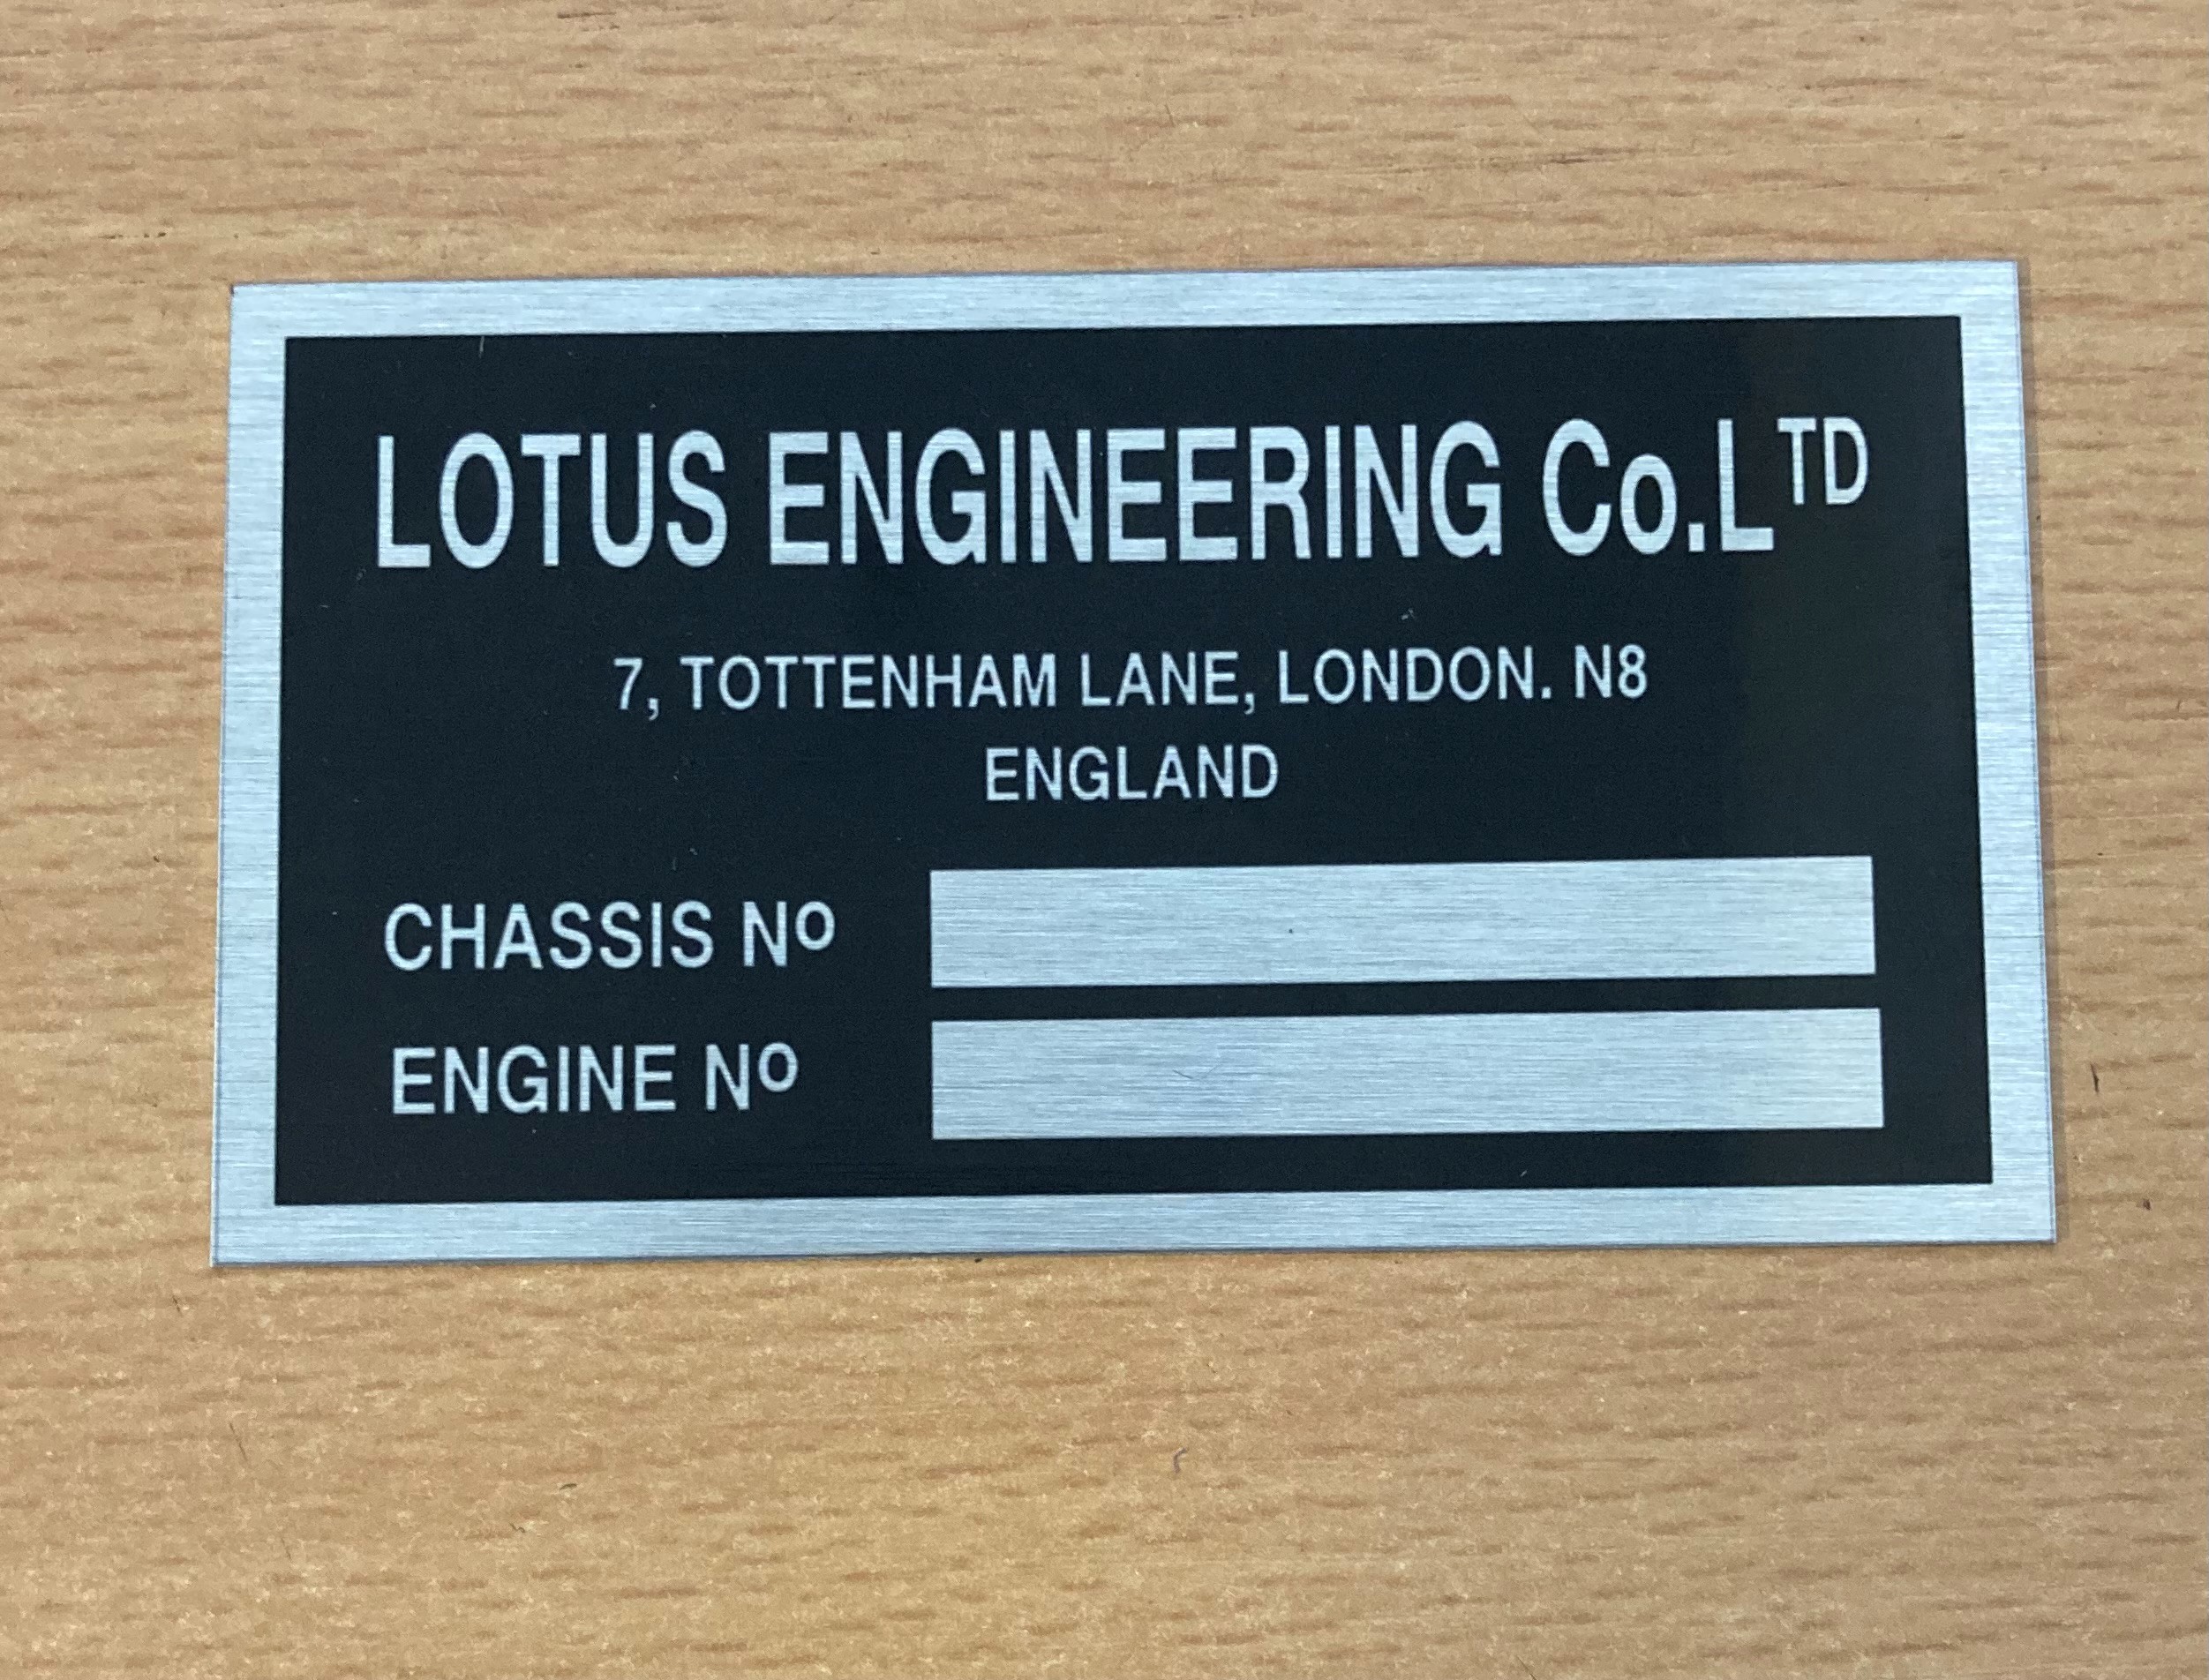 LOTUS ENGINEERING Co.LTD
7, TOTTENHAM LANE, LONDON. N8
ENGLAND
CHASSIS Nº
ENGINE Nº